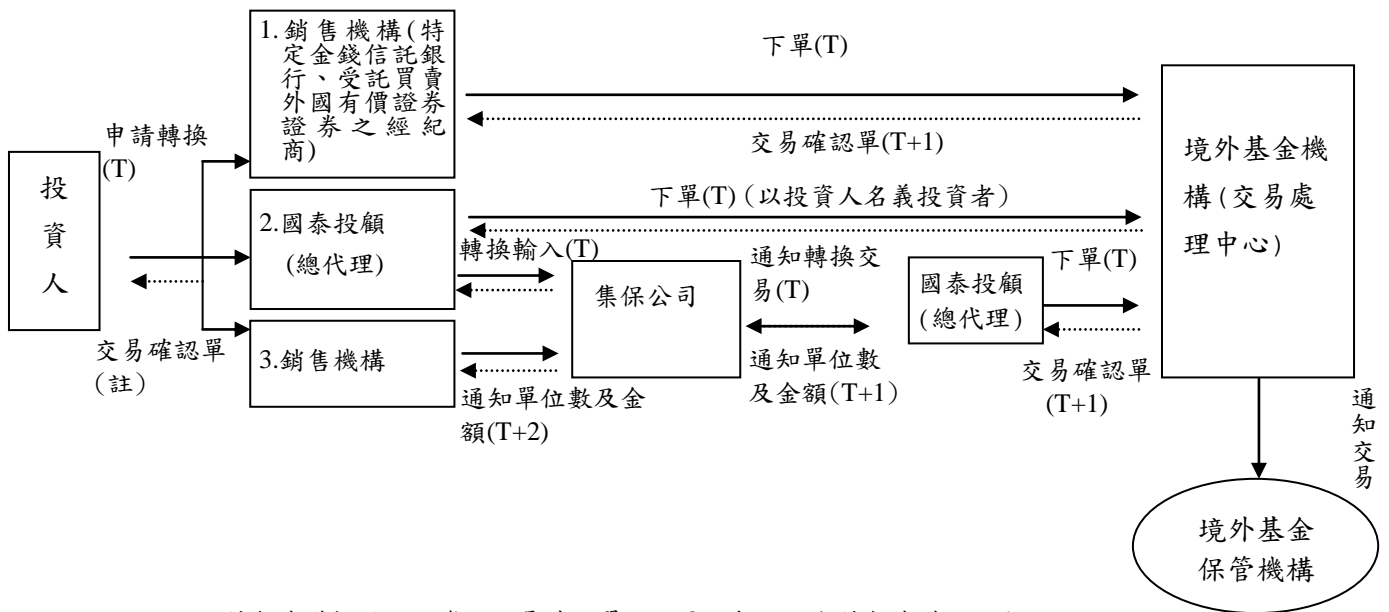 1.銷售機構(特
定金錢信託銀
行、受託買賣
外國有價證券
證券之經紀
商)
下單(T)
交易確認單(T+1)
申請轉換
(T)
投
資
人
交易確認單
(註)
2.國泰投顧
(總代理)
下單(T)(以投資人名義投資者)
轉換輸入(T)
3.銷售機構
通知單位數及金
額(T+2)
集保公司
通知轉換交
易(T)
通知單位數
及金額(T+1)
國泰投顧
(總代理)
下單(T)
交易確認單
(T+1)
境外基金機
構(交易處
理中心)
通
知
交
易
境外基金
保管機構